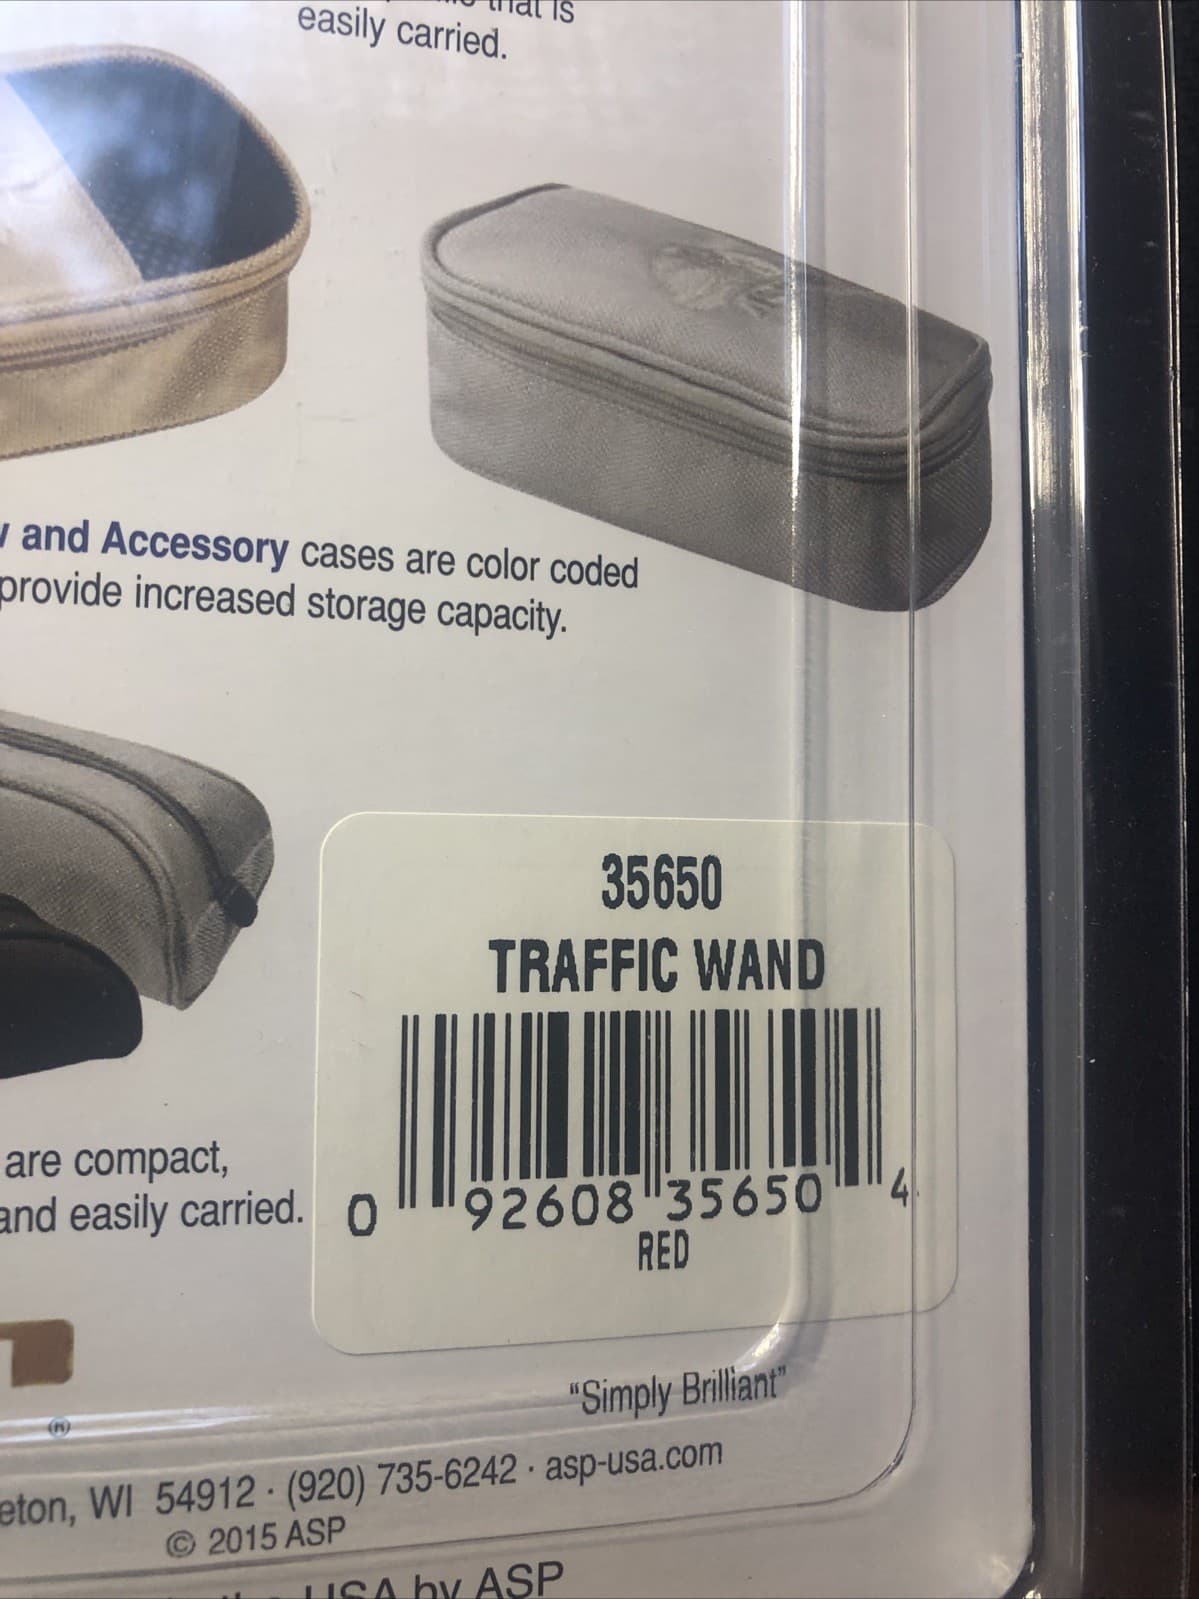 that is
easily carried.
and Accessory cases are color coded
provide increased storage capacity.
35650
TRAFFIC WAND
0 92608 35650 4
RED
are compact,
and easily carried.
®
"Simply Brilliant"
eton, WI 54912 · (920) 735-6242 · asp-usa.com
© 2015 ASP
USA by ASP